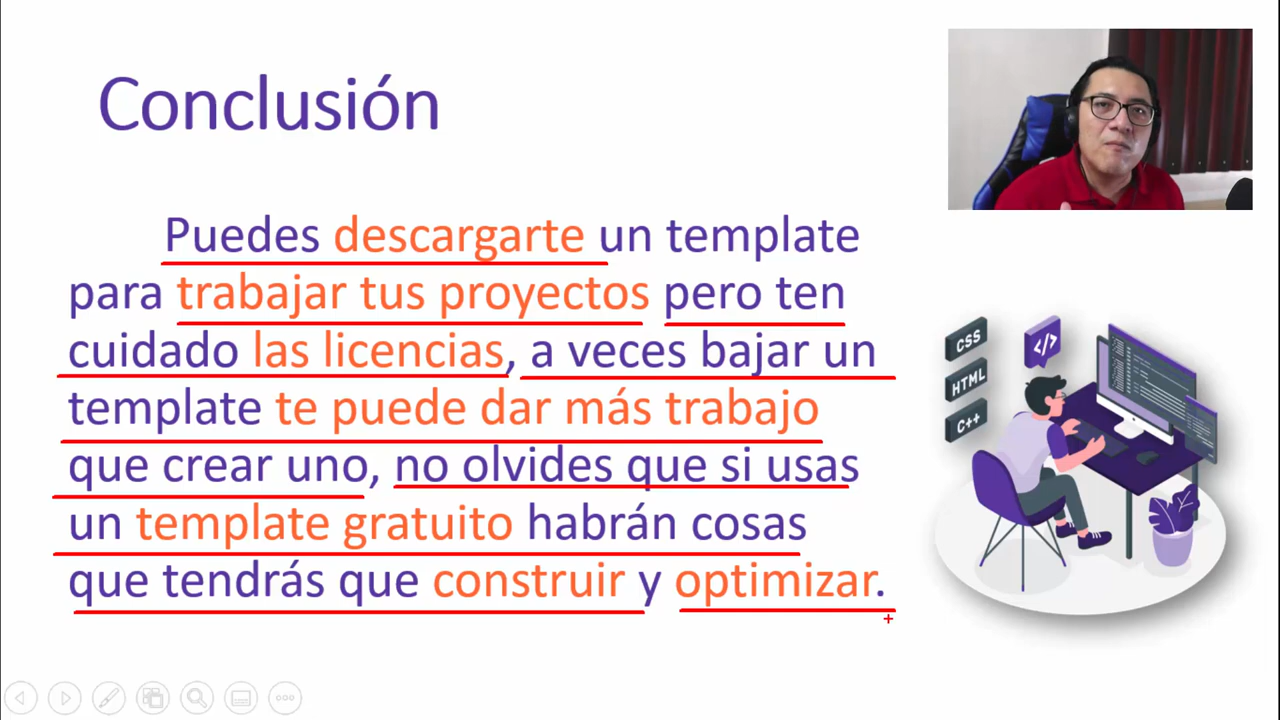 Conclusión
Puedes descargarte un template
para trabajar tus proyectos pero ten
cuidado las licencias, a veces bajar un
template te puede dar más trabajo
que crear uno, no olvides que si usas
un template gratuito habrán cosas
que tendrás que construir y optimizar.
CSS
</>
HTML
C++